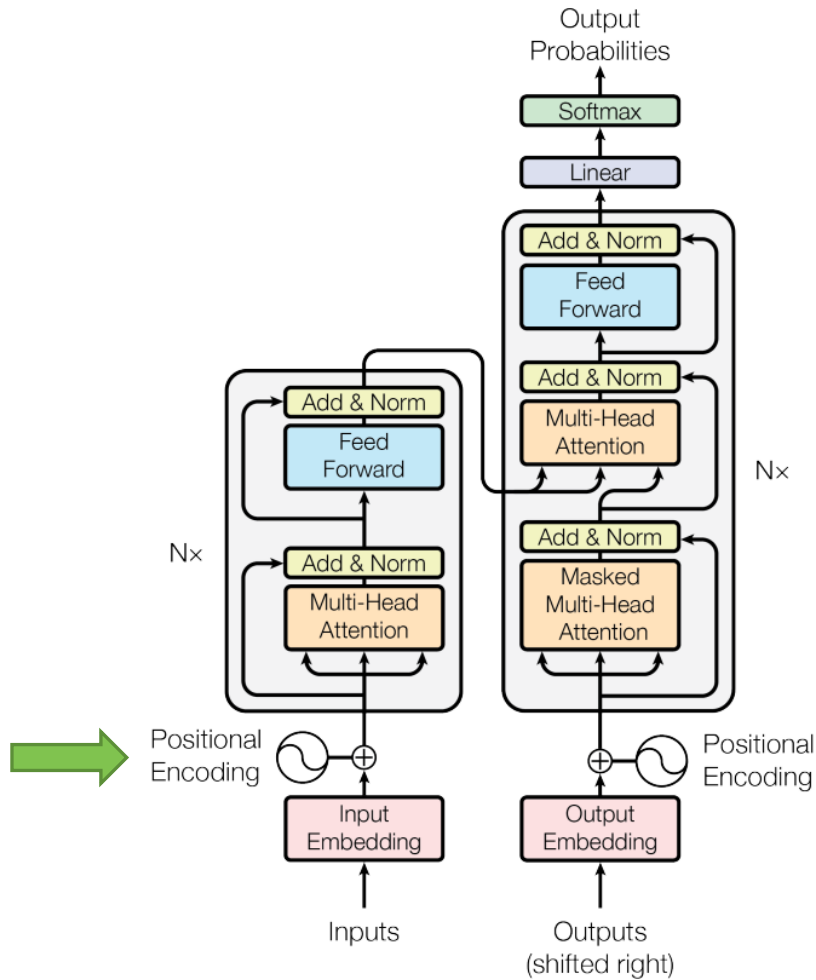 Output
Probabilities
Softmax
Linear
Add & Norm
Feed
Forward
Add & Norm
Multi-Head
Attention
Nx
Add & Norm
Masked
Multi-Head
Attention
Add & Norm
Feed
Forward
Nx
Add & Norm
Multi-Head
Attention
Positional
Encoding
Positional
Encoding
Input
Embedding
Output
Embedding
Inputs
Outputs
(shifted right)